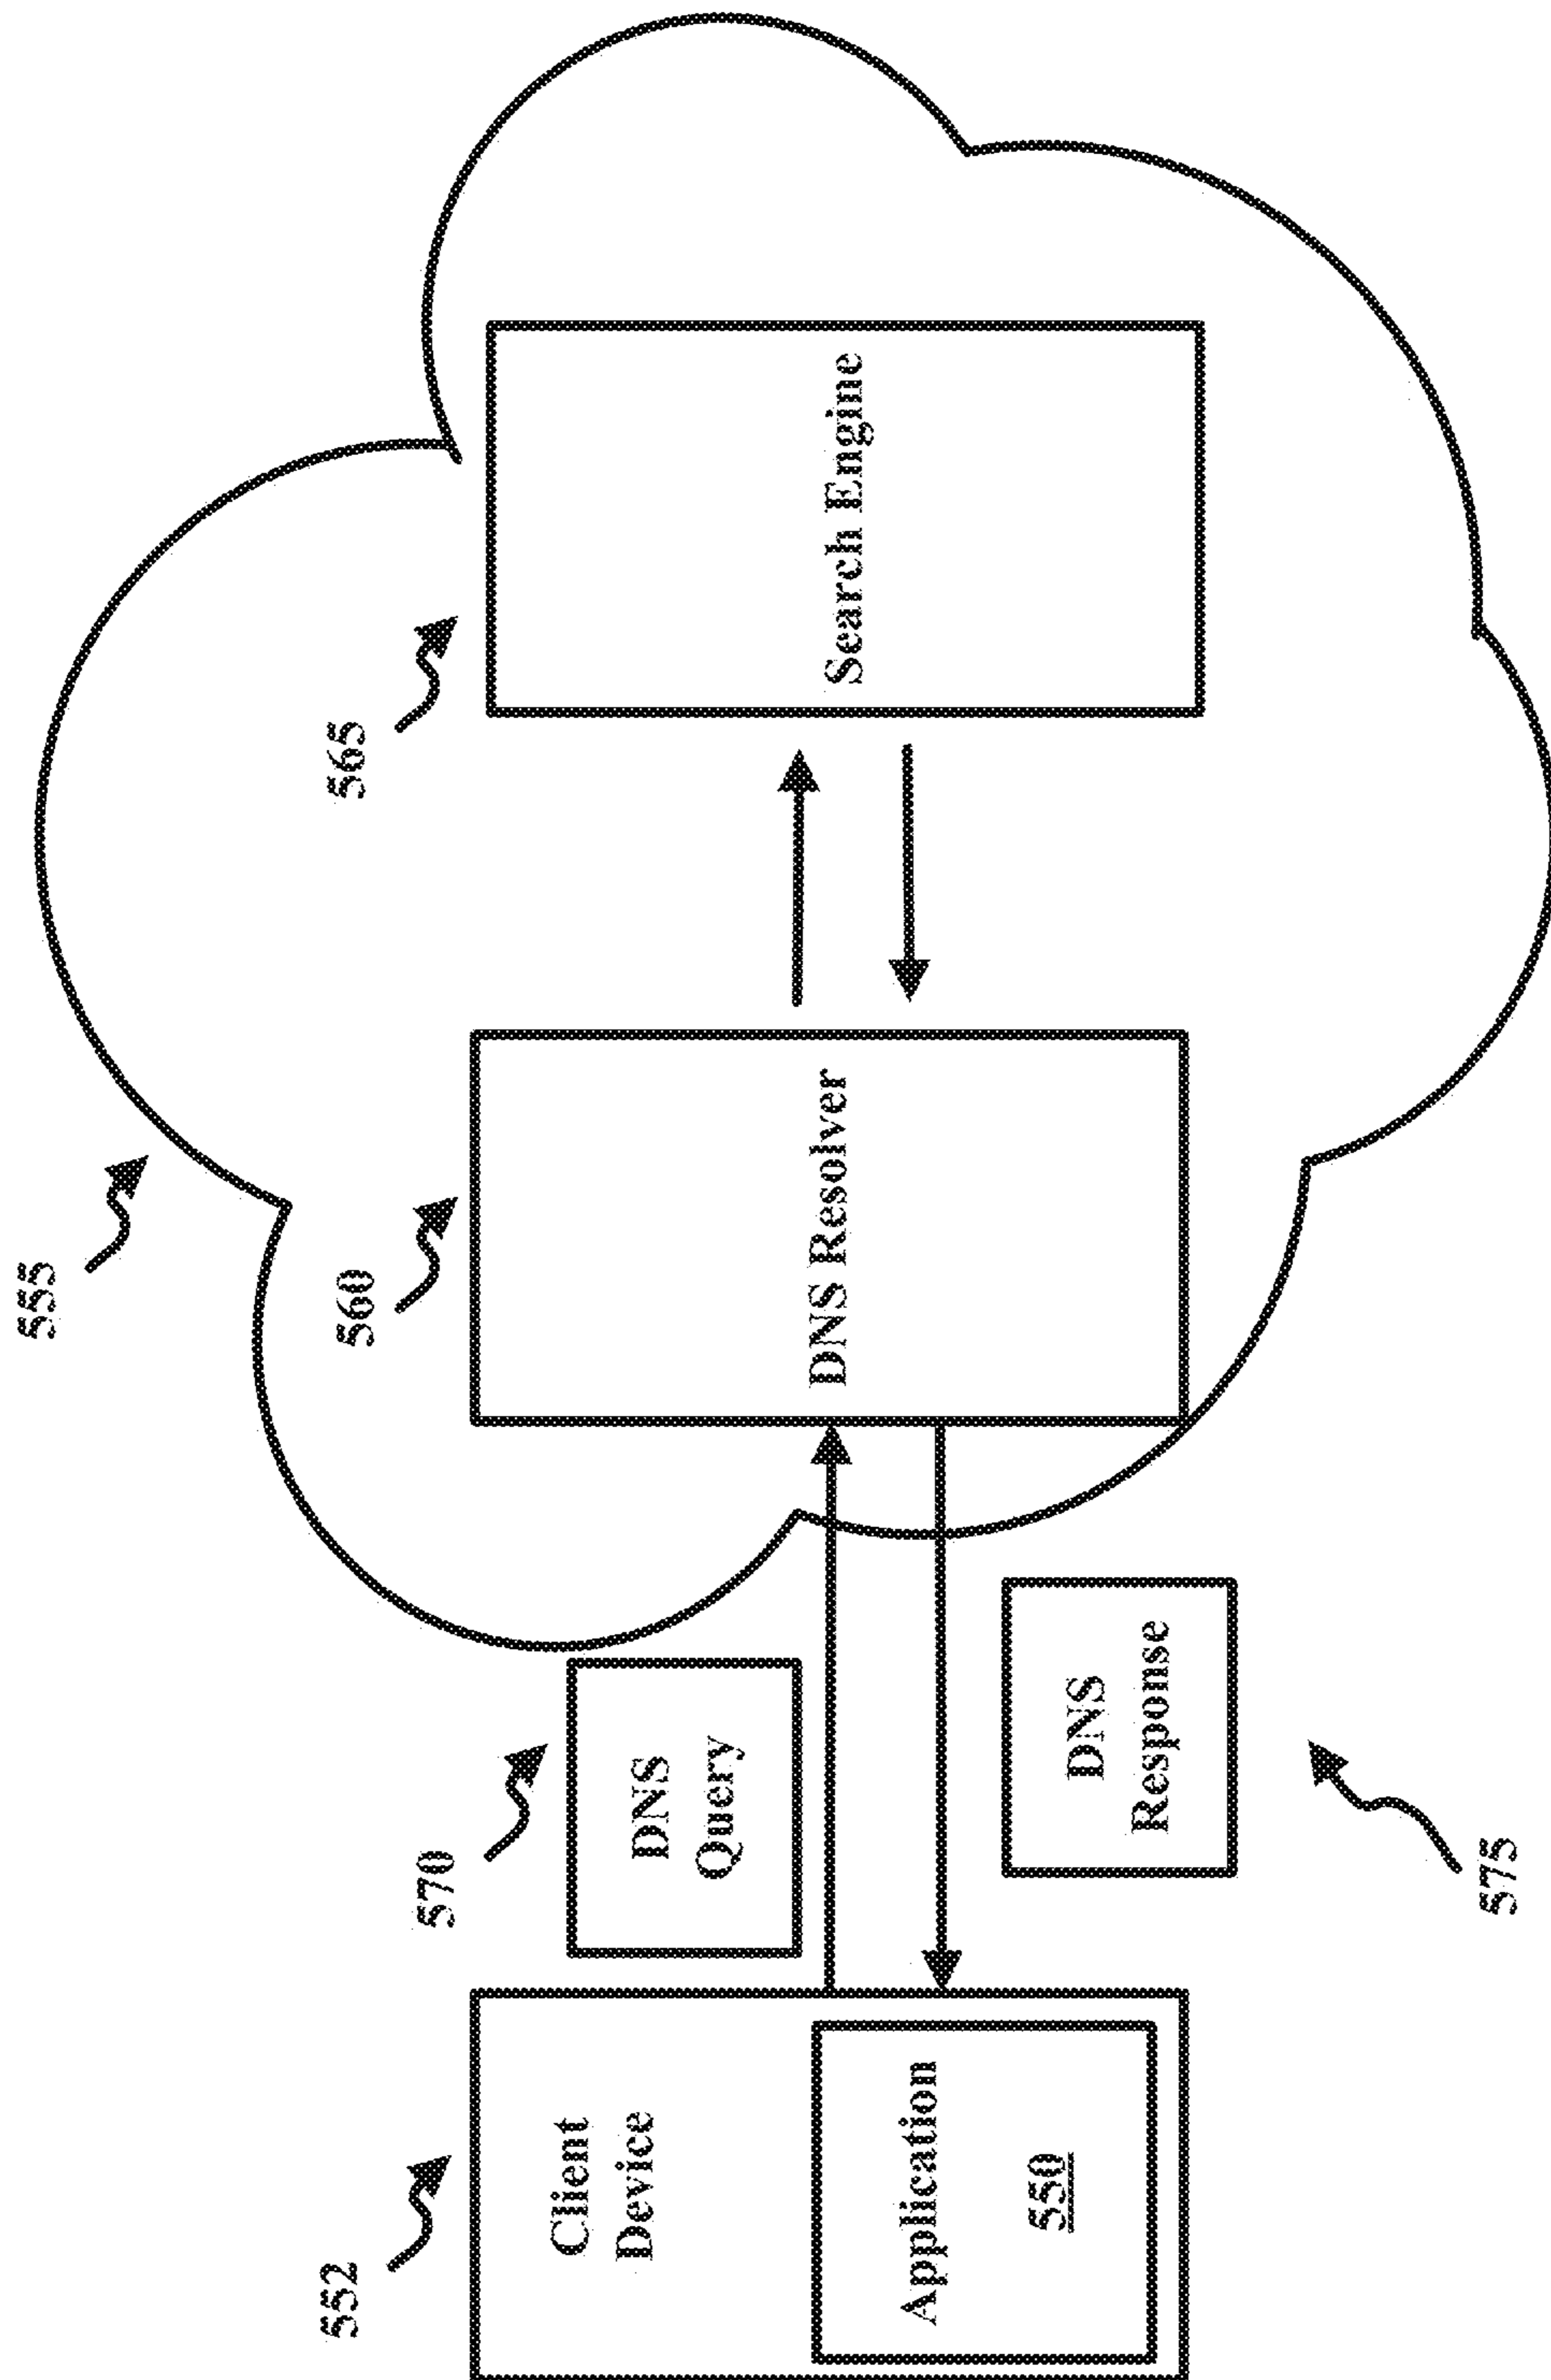 555
552
Client
Device
Application
550
570
DNS
Query
DNS
Response
575
560
DNS Resolver
565
Search Engine